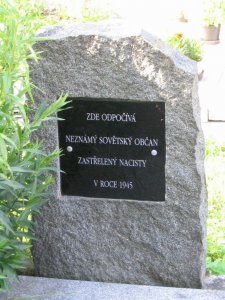 ZDE ODPOČÍVÁ
NEZNÁMÝ SOVĚTSKÝ OBČAN
ZASTŘELENÝ NACISTY
V ROCE 1945